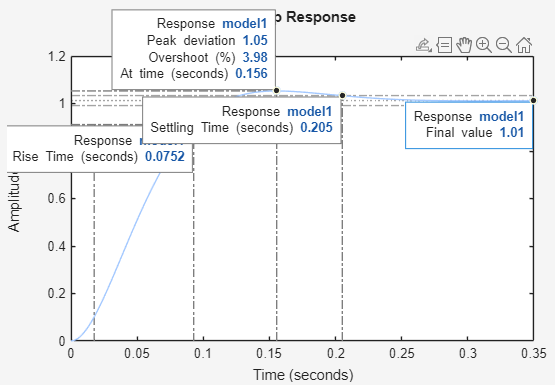 p Response
Response model1
Peak deviation 1.05
Overshoot (%) 3.98
At time (seconds) 0.156
Response model1
Settling Time (seconds) 0.205
Response model1
Final value 1.01
Response
Rise Time (seconds) 0.0752
1.2
1
0.6
0.4
0.2
0
Amplitude
0 0.05 0.1 0.15 0.2 0.25 0.3 0.35
Time (seconds)